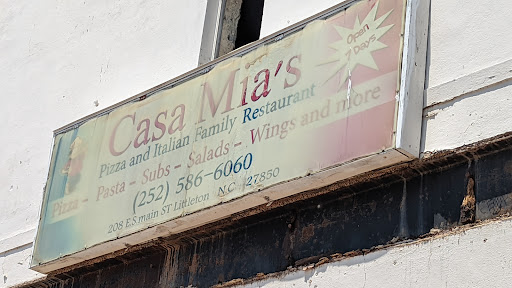 Casa Mia's
Open
7 Days
Pizza and Italian Family Restaurant
Pizza - Pasta - Subs - Salads - Wings and more
(252) 586-6060
208 E S main ST Littleton N.C 27850